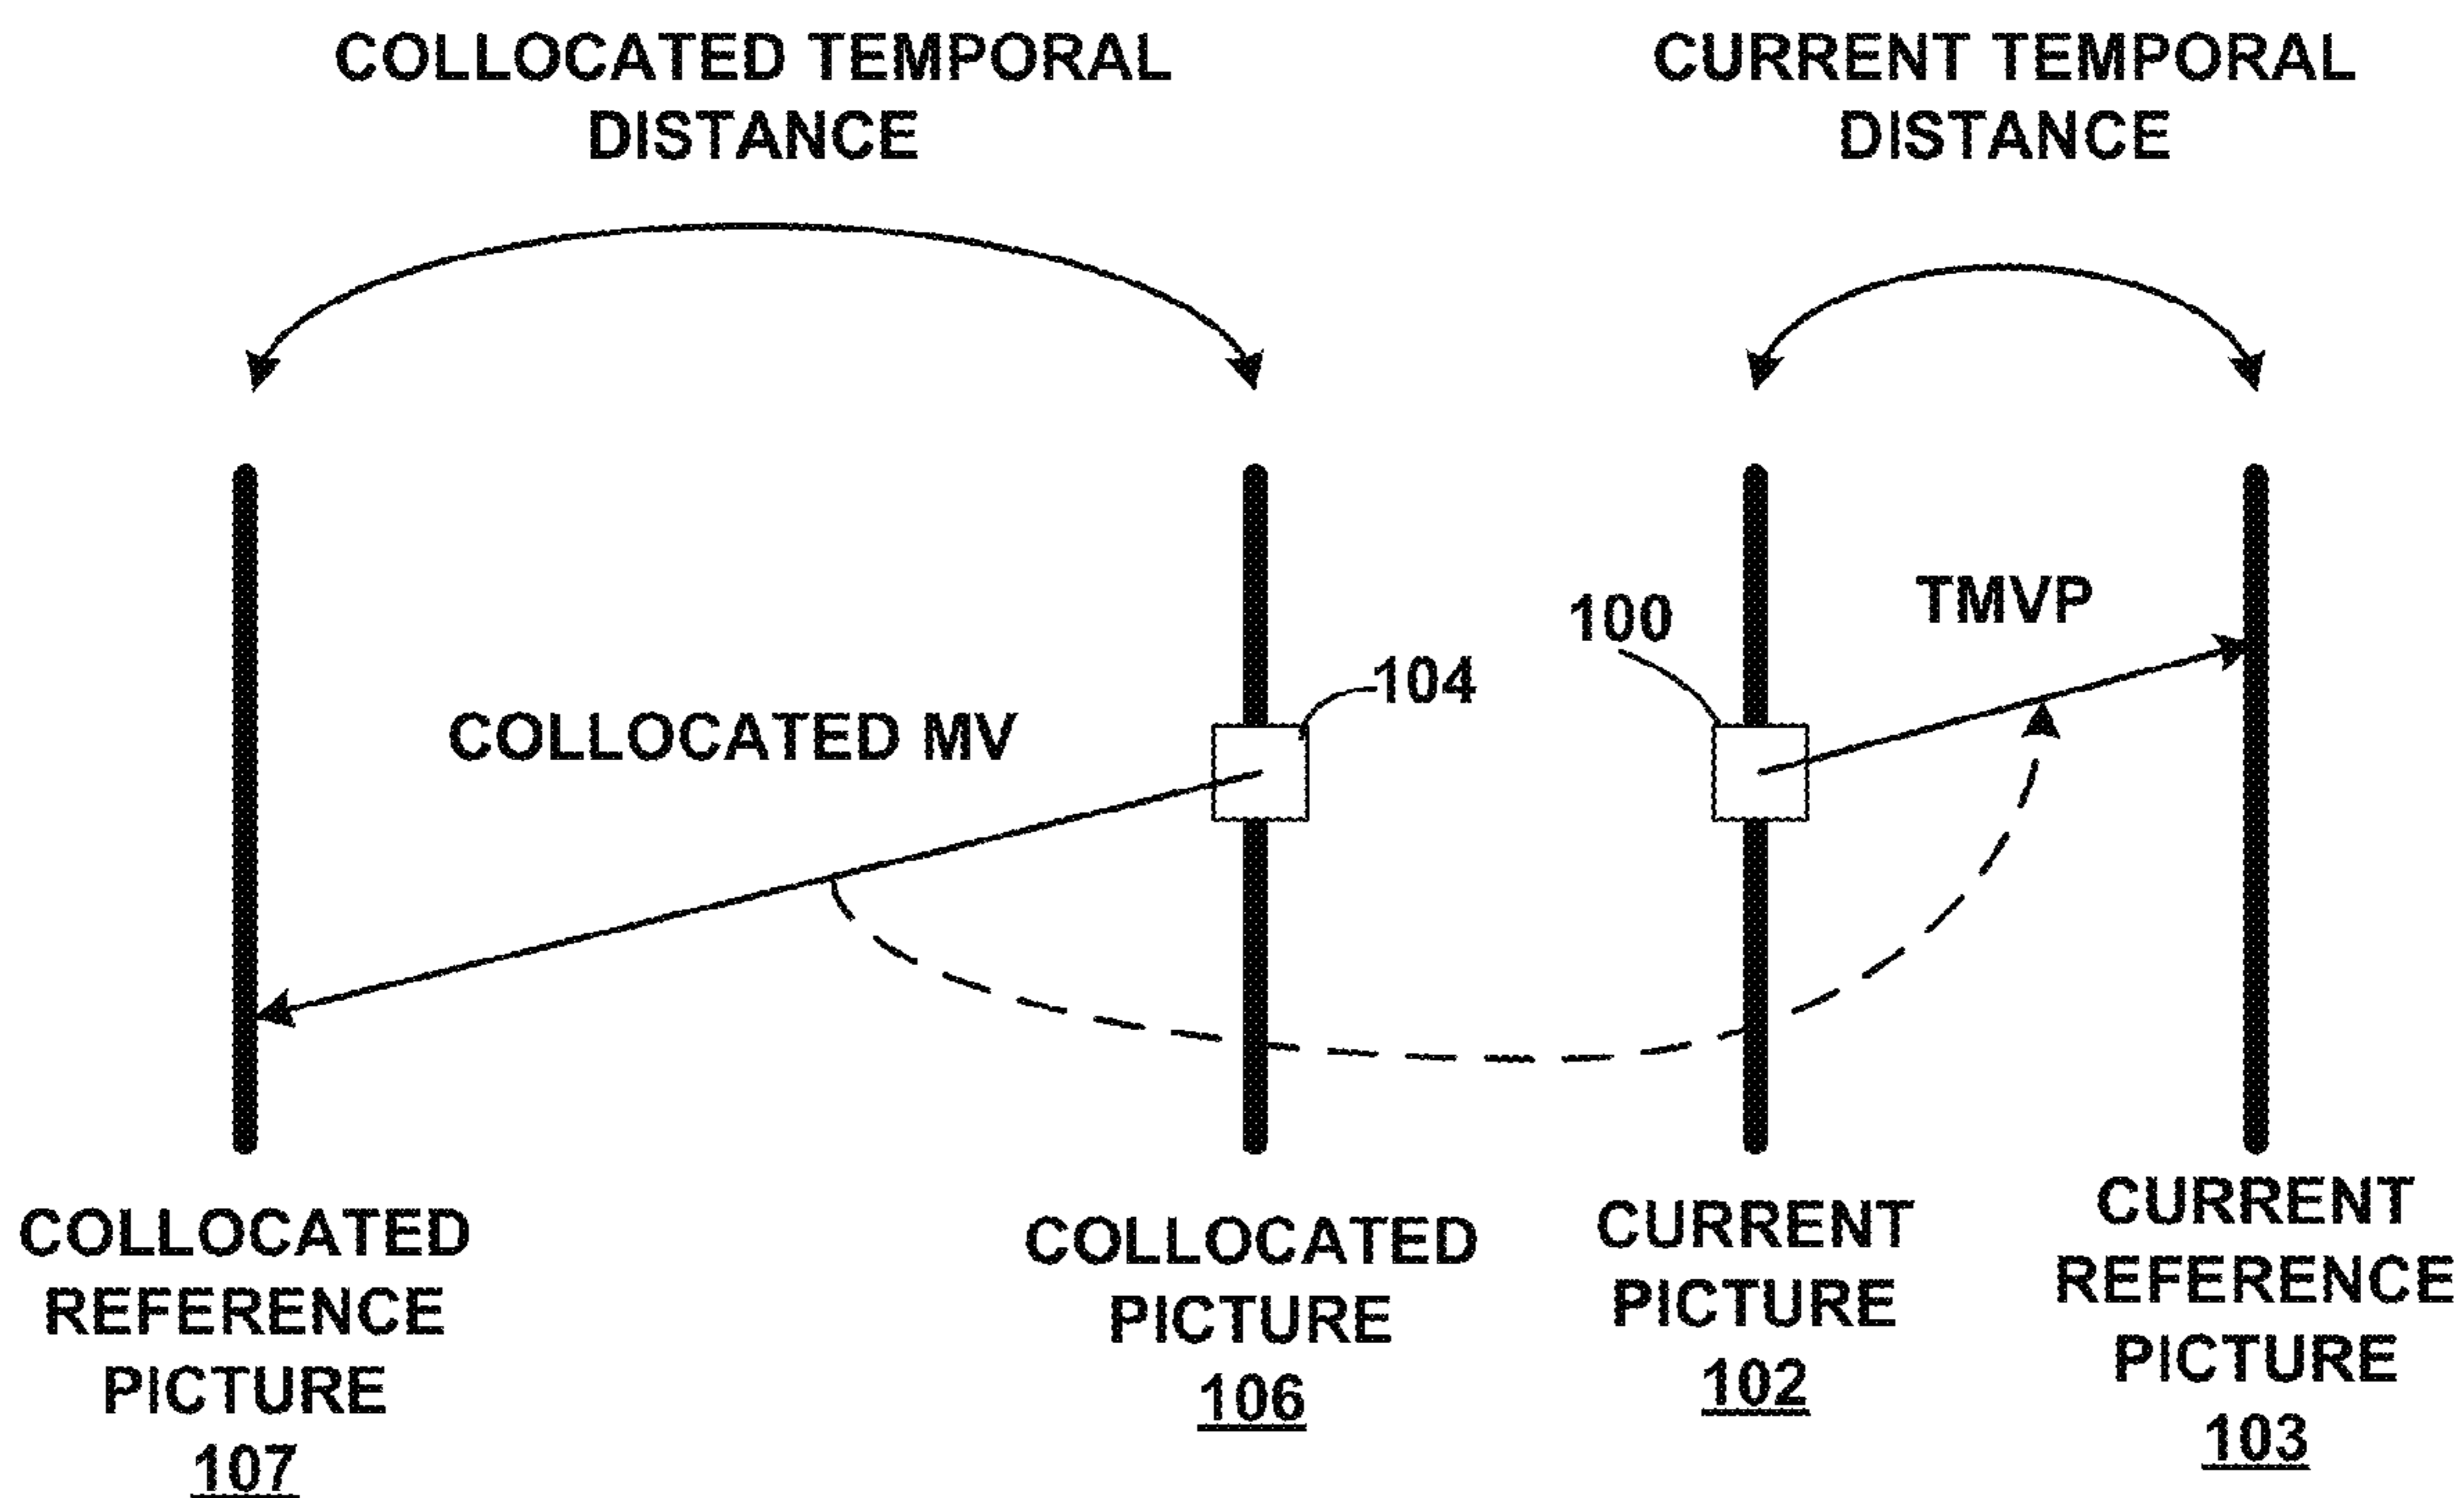 COLLOCATED TEMPORAL
DISTANCE
CURRENT TEMPORAL
DISTANCE
TMVP
100
104
COLLOCATED MV
COLLOCATED
REFERENCE
PICTURE
107
COLLOCATED
PICTURE
106
CURRENT
PICTURE
102
CURRENT
REFERENCE
PICTURE
103